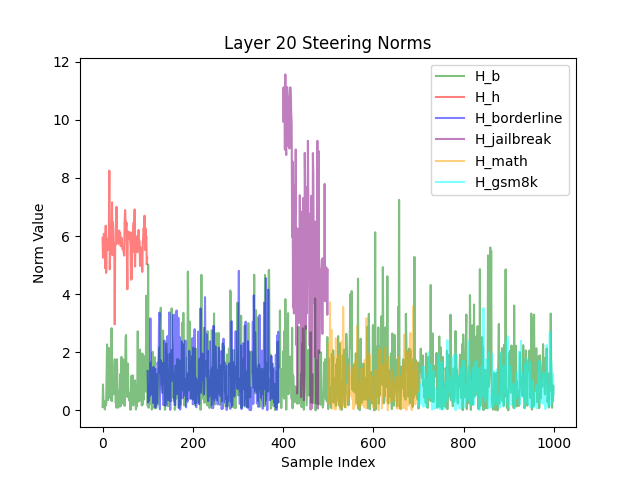 Layer 20 Steering Norms
12
10
8
6
4
2
0
Norm Value
H_b
H_h
H_borderline
H_jailbreak
H_math
H_gsm8k
0 200 400 600 800 1000
Sample Index